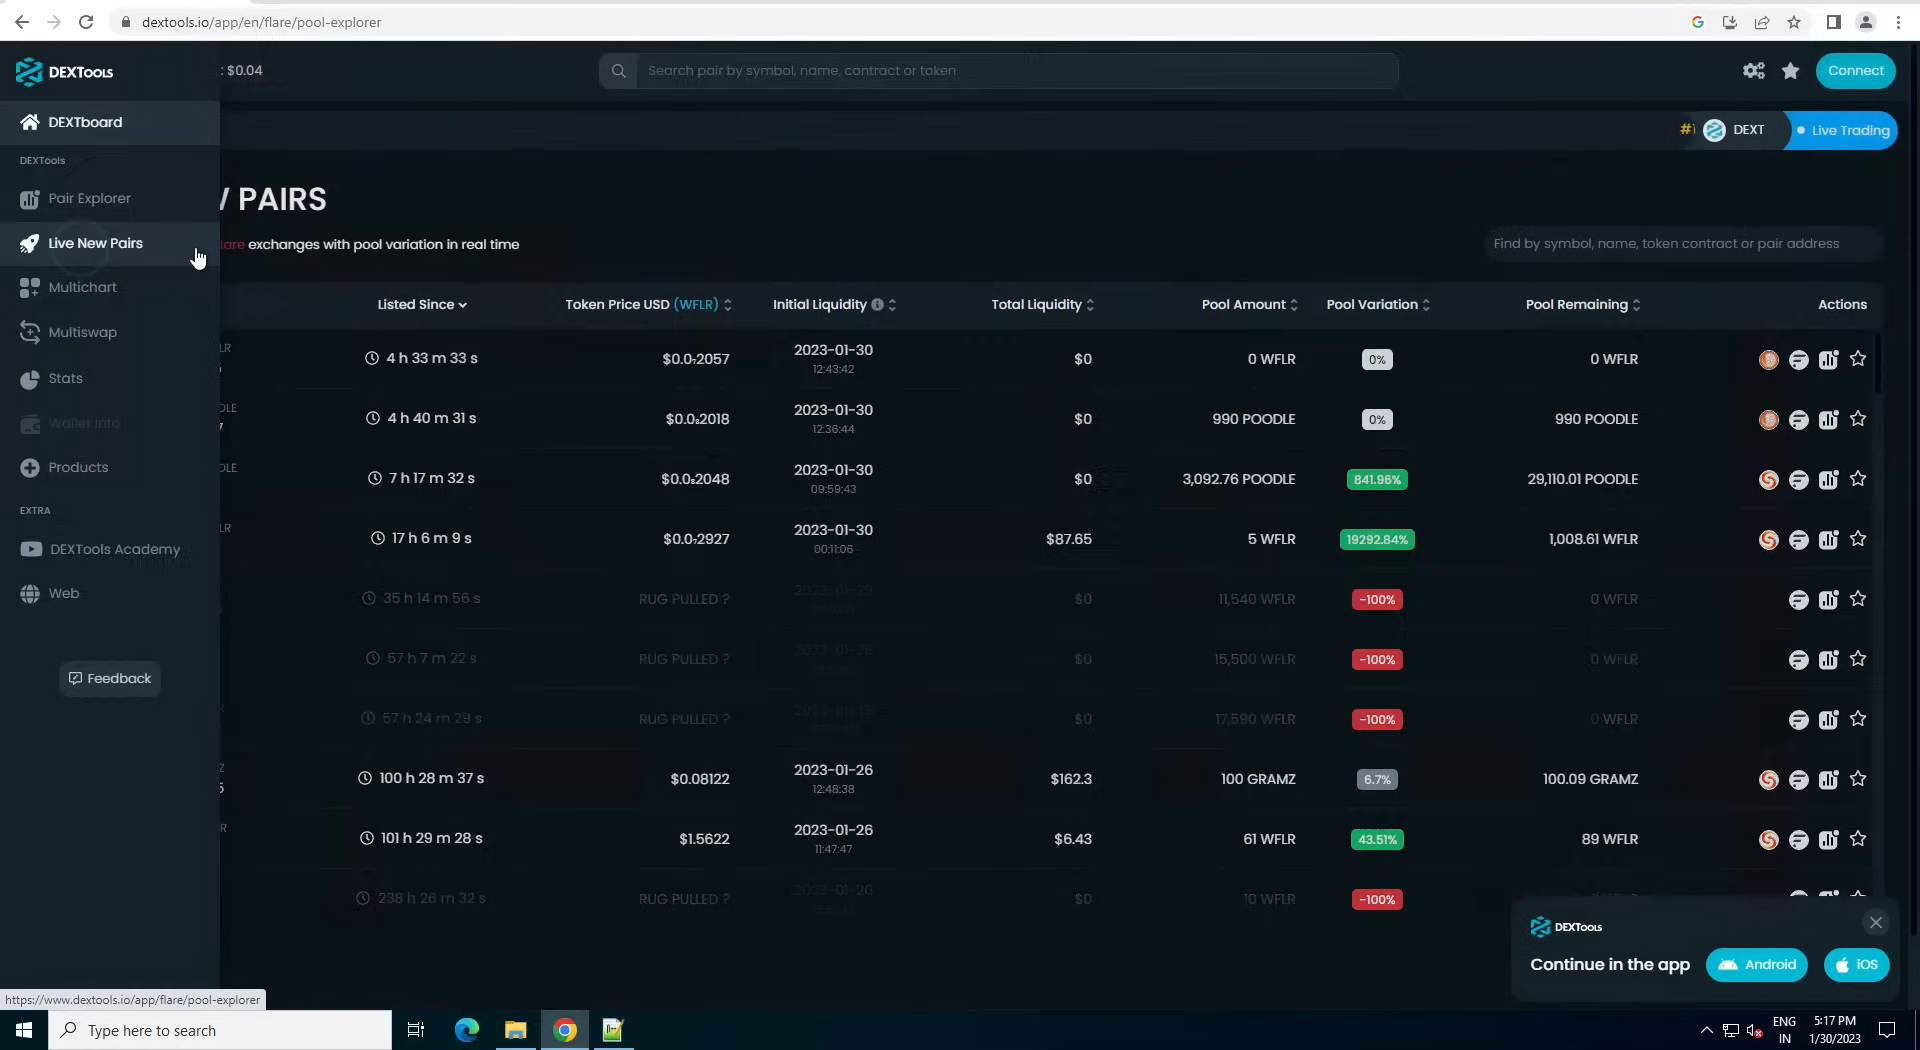 dextools.io/app/en/flare/pool-explorer
DEXTools
: $0.04
Search pair by symbol, name, contract or token
Connect
DEXTboard
DEXT
Live Trading
DEXTools
Pair Explorer
PAIRS
Live New Pairs
exchanges with pool variation in real time
Find by symbol, name, token contract or pair address
Multichart
Multiswap
Stats
Wallet Info
Products
EXTRA
DEXTools Academy
Web
Feedback
Listed Since Token Price USD (WFLR) Initial Liquidity Total Liquidity Pool Amount Pool Variation Pool Remaining Actions
4 h 33 m 33 s $0.0₇2057 2023-01-30 $0 0 WFLR 0% 0 WFLR
12:43:42
4 h 40 m 31 s 2023-01-30 $0 990 POODLE 0% 990 POODLE
12:36:44
7 h 17 m 32 s 2023-01-30 $0 3,092.76 POODLE 841.96% 29,110.01 POODLE
09:59:43
17 h 6 m 9 s 2023-01-30 $87.65 5 WFLR 19292.84% 1,008.61 WFLR
00:11:06
35 h 14 m 56 s RUG PULLED ? 2023-01-29 $0 11,540 WFLR -100% 0 WFLR
57 h 7 m 22 s RUG PULLED ? 2023-01-28 $0 15,500 WFLR -100% 0 WFLR
57 h 24 m 29 s RUG PULLED ? $0 17,590 WFLR -100% 0 WFLR
100 h 28 m 37 s $0.08122 2023-01-26 $162.3 100 GRAMZ 6.7% 100.09 GRAMZ
12:48:38
101 h 29 m 28 s $1.5622 2023-01-26 $6.43 61 WFLR 43.51% 89 WFLR
11:47:47
238 h 26 m 32 s RUG PULLED ? 2023-01-20 $0 10 WFLR -100%
DEXTools
Continue in the app Android iOS
https://www.dextools.io/app/flare/pool-explorer
Type here to search
ENG
IN
5:17 PM
1/30/2023